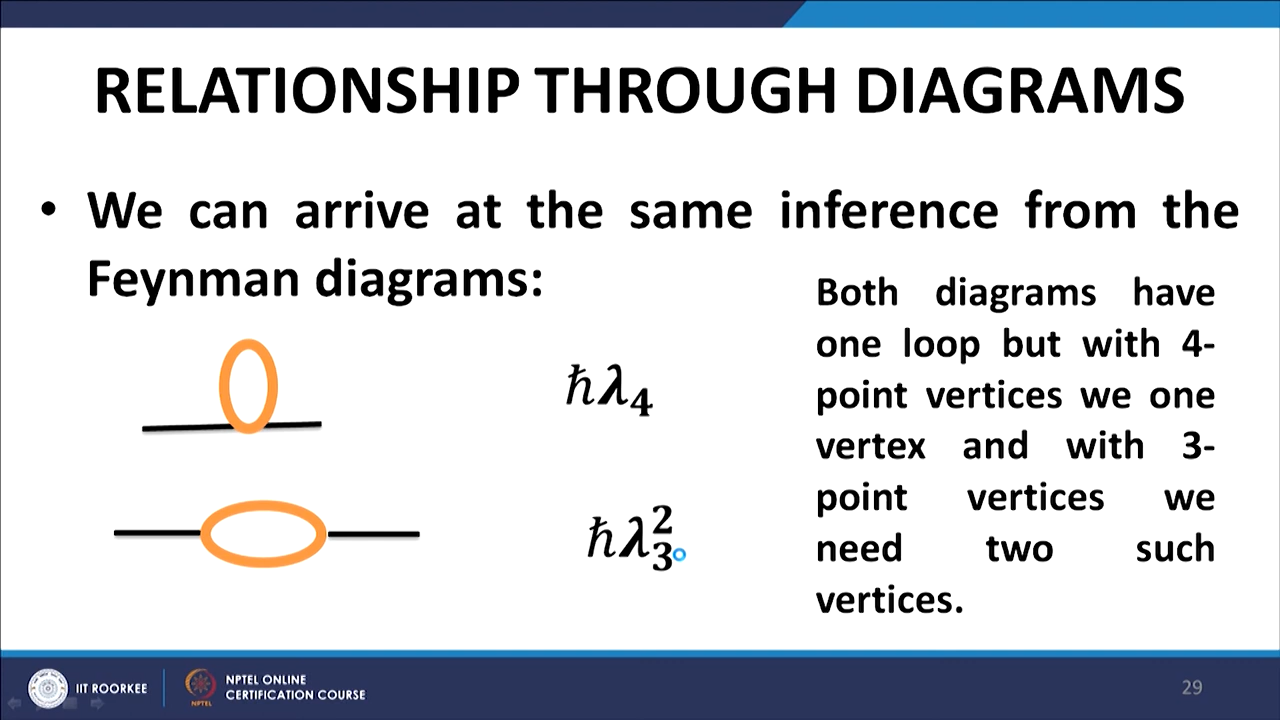 RELATIONSHIP THROUGH DIAGRAMS
• We can arrive at the same inference from the
Feynman diagrams:
ħλ₄
ħλ₃²
Both diagrams have
one loop but with 4-
point vertices we one
vertex and with 3-
point vertices we
need two such
vertices.
IIT ROORKEE
NPTEL
NPTEL ONLINE
CERTIFICATION COURSE
29